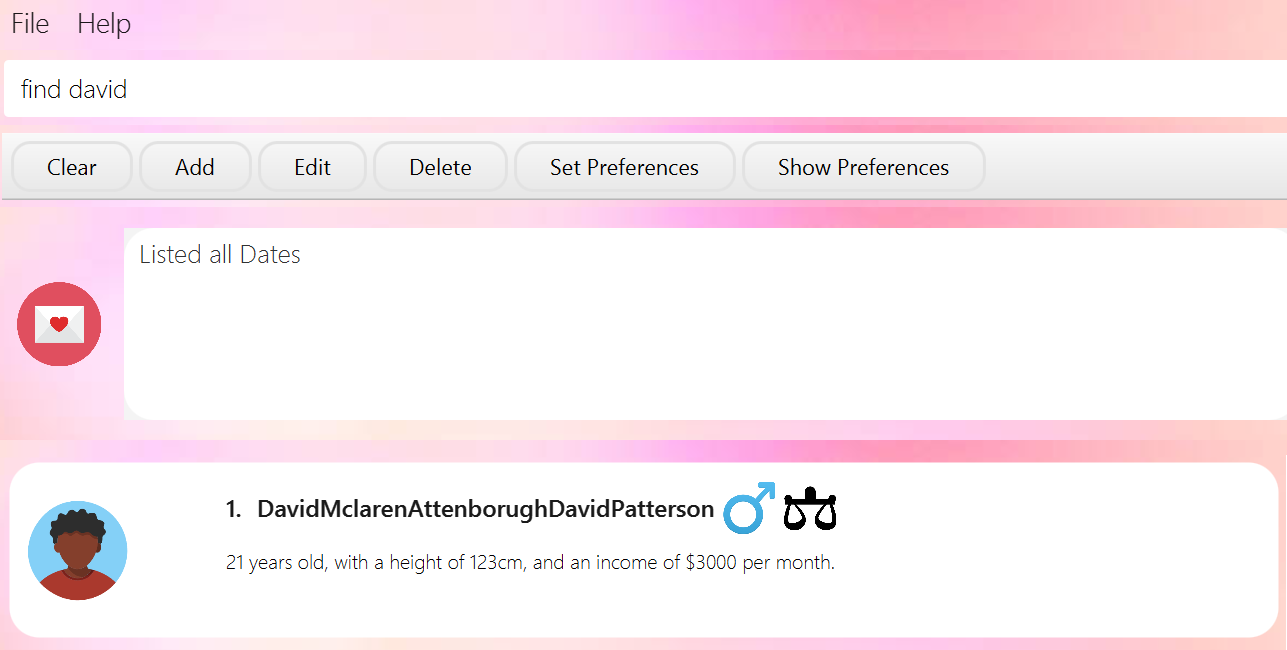 File Help
find david
Clear Add Edit Delete Set Preferences Show Preferences
Listed all Dates
1. DavidMclarenAttenborughDavidPatterson
21 years old, with a height of 123cm, and an income of $3000 per month.